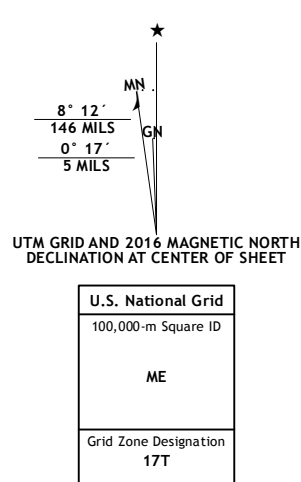 ★
MN
8° 12´
146 MILS
GN
0° 17´
5 MILS
UTM GRID AND 2016 MAGNETIC NORTH
DECLINATION AT CENTER OF SHEET
U.S. National Grid
100,000-m Square ID
ME
Grid Zone Designation
17T